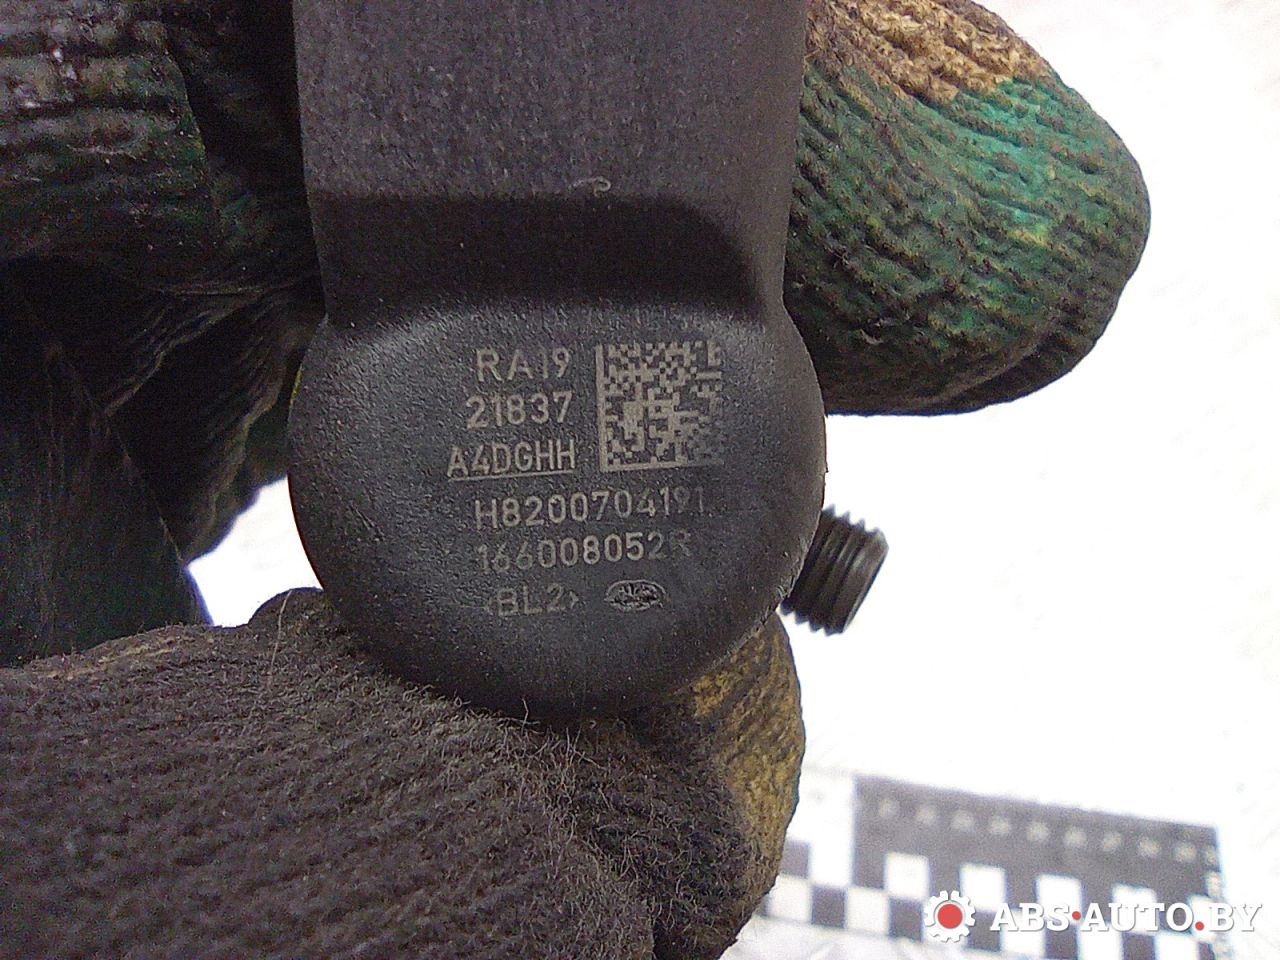 RA19
21837
A4DGHH
H8200704191
166008052R
<BL2>
ABS-AUTO.BY